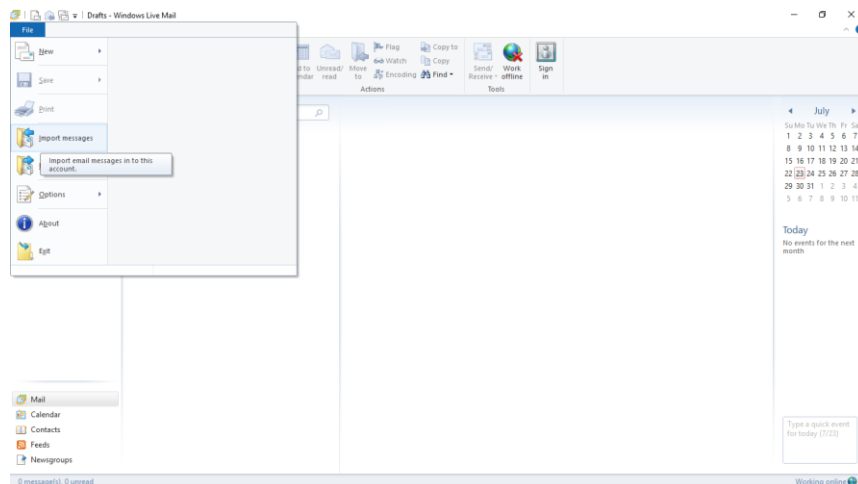 Drafts - Windows Live Mail
File
New
Save
Print
Import messages
Import email messages in to this
account.
Options
About
Exit
Unread/
read
Move
to
Flag
Watch
Encoding
Copy to
Copy
Find
Actions
Send/
Receive
Work
offline
Tools
Sign
in
July
Su Mo Tu We Th Fr Sa
1 2 3 4 5 6 7
8 9 10 11 12 13 14
15 16 17 18 19 20 21
22 23 24 25 26 27 28
29 30 31 1 2 3 4
5 6 7 8 9 10 11
Today
No events for the next
month
Mail
Calendar
Contacts
Feeds
Newsgroups
Type a quick event
for today (7/23)
0 message(s), 0 unread
Working online